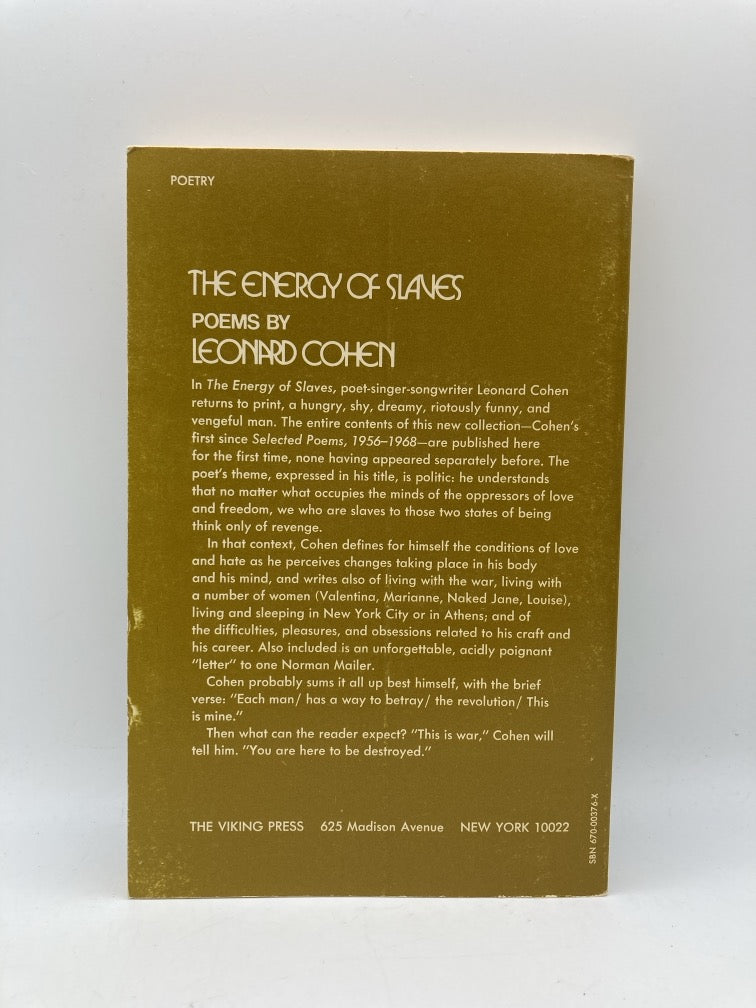 POETRY
THE ENERGY OF SLAVES
POEMS BY
LEONARD COHEN
In The Energy of Slaves, poet-singer-songwriter Leonard Cohen
returns to print, a hungry, shy, dreamy, riotously funny, and
vengeful man. The entire contents of this new collection—Cohen's
first since Selected Poems, 1956–1968—are published here
for the first time, none having appeared separately before. The
poet's theme, expressed in his title, is politic: he understands
that no matter what occupies the minds of the oppressors of love
and freedom, we who are slaves to those two states of being
think only of revenge.
In that context, Cohen defines for himself the conditions of love
and hate as he perceives changes taking place in his body
and his mind, and writes also of living with the war, living with
a number of women (Valentina, Marianne, Naked Jane, Louise),
living and sleeping in New York City or in Athens; and of
the difficulties, pleasures, and obsessions related to his craft and
his career. Also included is an unforgettable, acidly poignant
"letter" to one Norman Mailer.
Cohen probably sums it all up best himself, with the brief
verse: "Each man/ has a way to betray/ the revolution/ This
is mine."
Then what can the reader expect? "This is war," Cohen will
tell him. "You are here to be destroyed."
THE VIKING PRESS 625 Madison Avenue NEW YORK 10022
SBN 670-00376-X